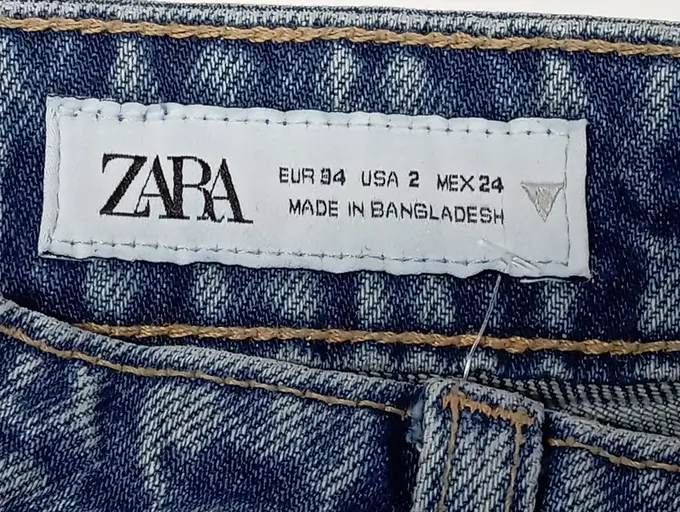 ZARA
EUR 34 USA 2 MEX 24
MADE IN BANGLADESH